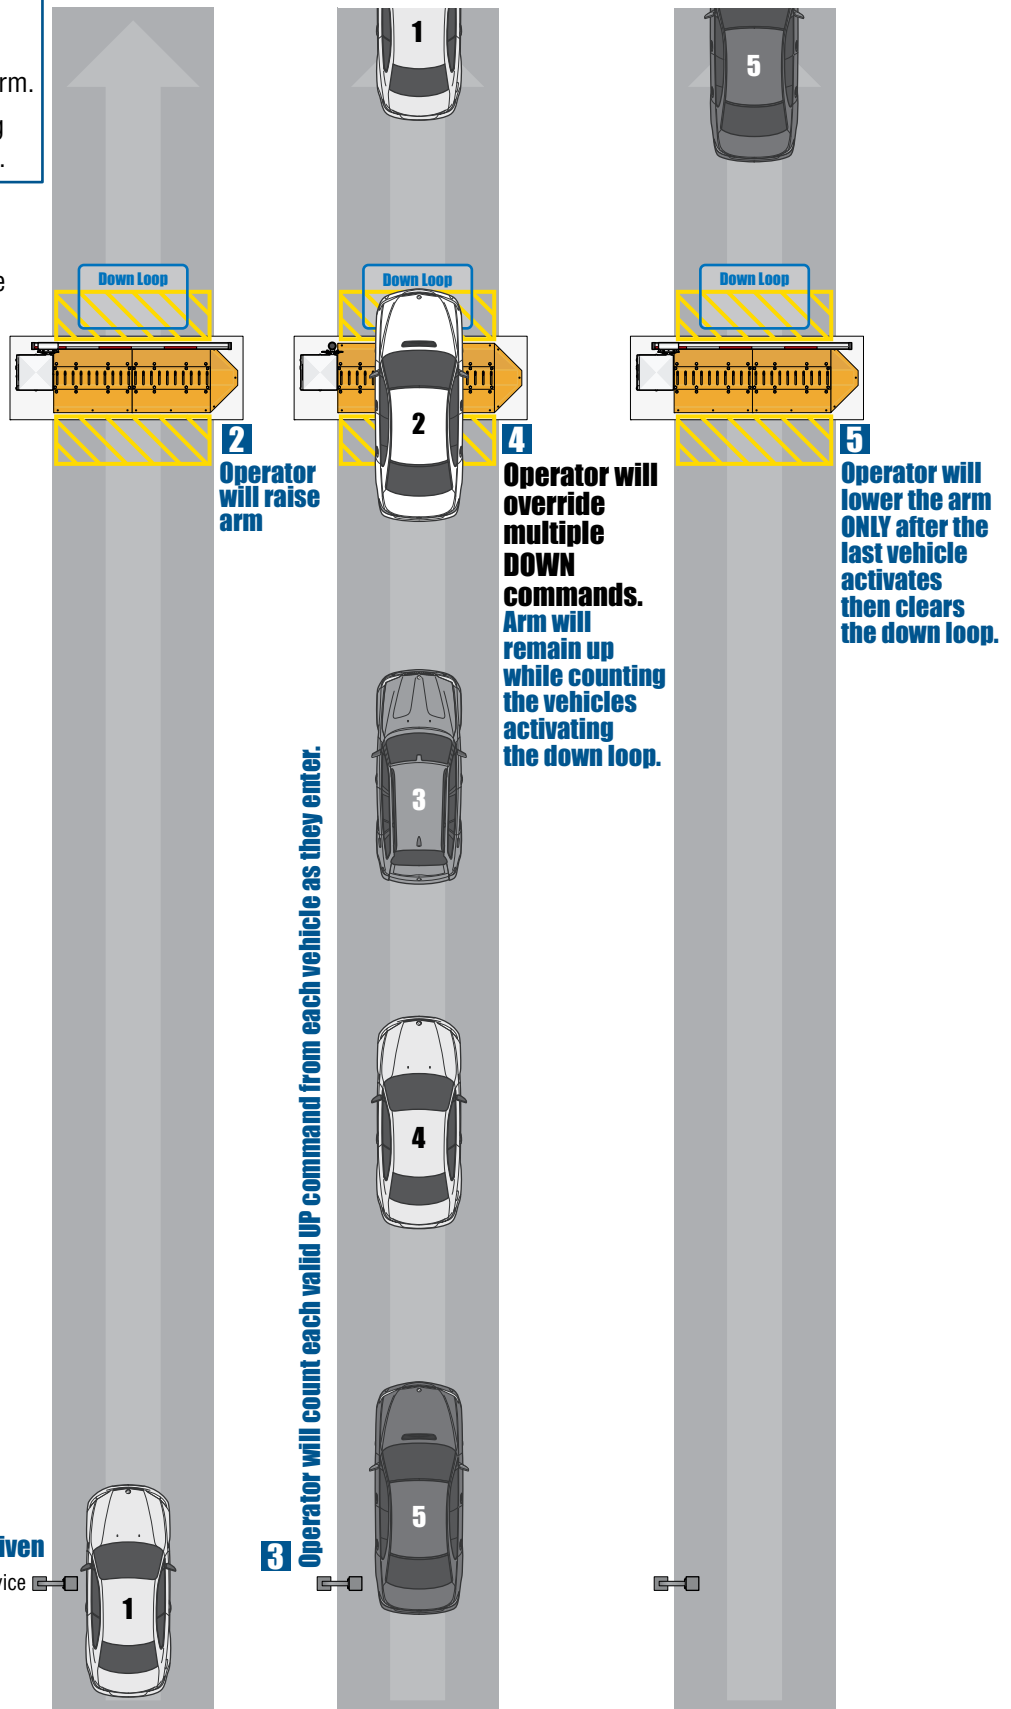 rm.
g
.
e
1
1
5
Down Loop
Down Loop
Down Loop
2
2
Operator
will raise
arm
4
Operator will
override
multiple
DOWN
commands.
Arm will
remain up
while counting
the vehicles
activating
the down loop.
5
Operator will
lower the arm
ONLY after the
last vehicle
activates
then clears
the down loop.
3
4
5
3
Operator will count each valid UP command from each vehicle as they enter.
iven
vice